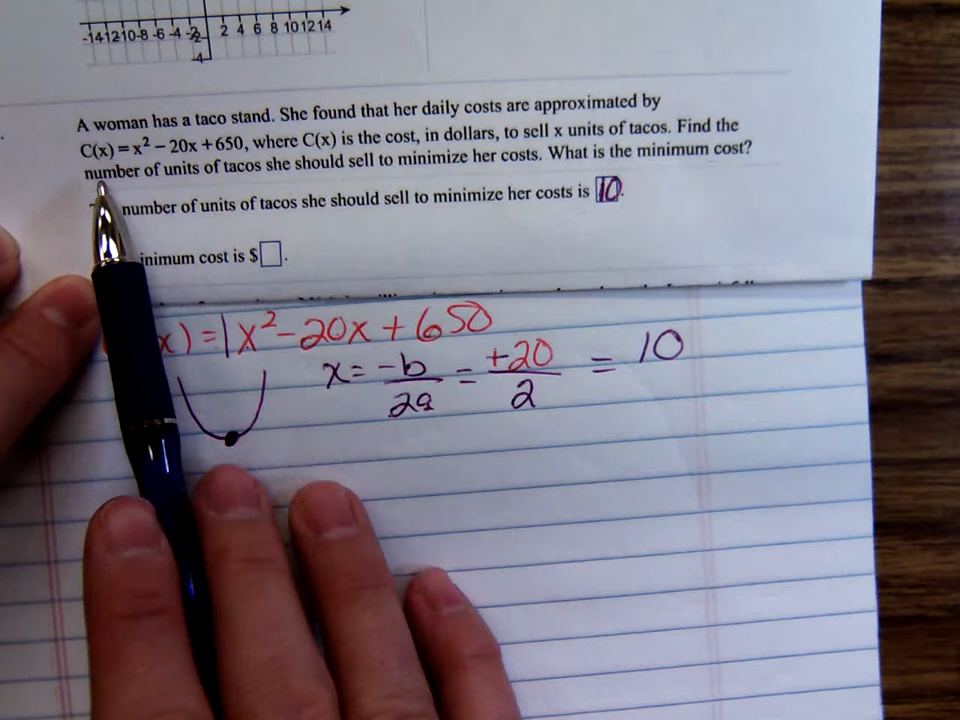 -14 12 10 -8 -6 -4 -2 2 4 6 8 10 12 14
-2
-4
A woman has a taco stand. She found that her daily costs are approximated by
C(x) = x² − 20x + 650, where C(x) is the cost, in dollars, to sell x units of tacos. Find the
number of units of tacos she should sell to minimize her costs. What is the minimum cost?
number of units of tacos she should sell to minimize her costs is 10.
inimum cost is $ .
x) = 1x² − 20x + 650
x = -b/2a = +20/2 = 10